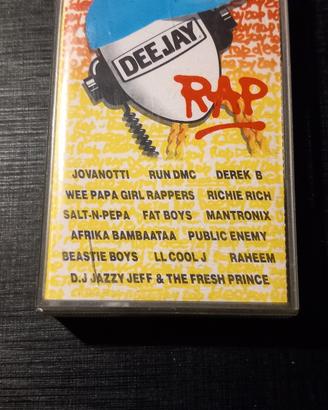 DEEJAY
RAP
JOVANOTTI RUN DMC DEREK B
WEE PAPA GIRL RAPPERS RICHIE RICH
SALT-N-PEPA FAT BOYS MANTRONIX
AFRIKA BAMBAATAA PUBLIC ENEMY
BEASTIE BOYS LL COOL J RAHEEM
D.J JAZZY JEFF & THE FRESH PRINCE